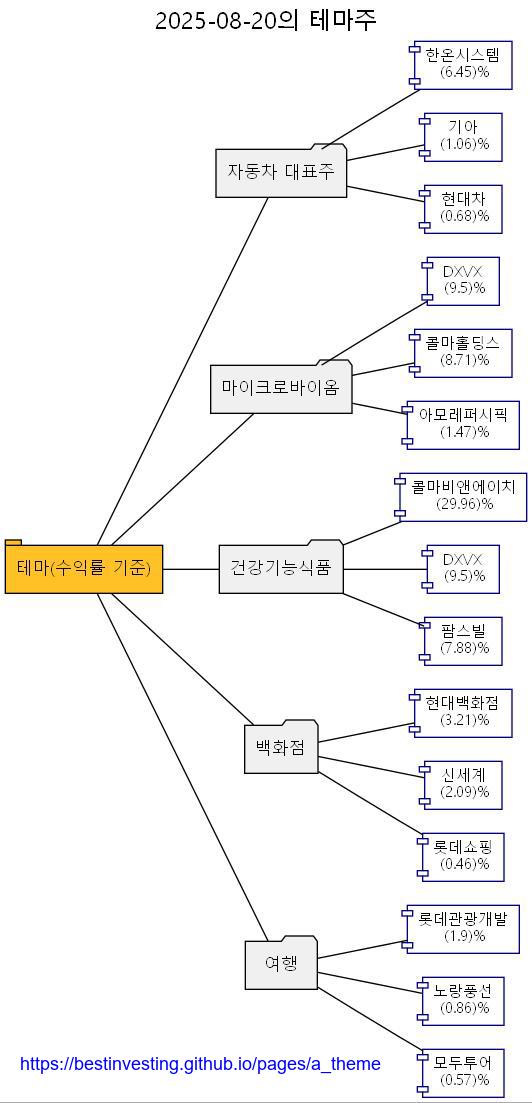 2025-08-20의 테마주
테마(수익률 기준)
자동차 대표주
한온시스템
(6.45)%
기아
(1.06)%
현대차
(0.68)%
마이크로바이옴
DXVX
(9.5)%
콜마홀딩스
(8.71)%
아모레퍼시픽
(1.47)%
건강기능식품
콜마비앤에이치
(29.96)%
DXVX
(9.5)%
팜스빌
(7.88)%
백화점
현대백화점
(3.21)%
신세계
(2.09)%
롯데쇼핑
(0.46)%
여행
롯데관광개발
(1.9)%
노랑풍선
(0.86)%
모두투어
(0.57)%
https://bestinvesting.github.io/pages/a_theme